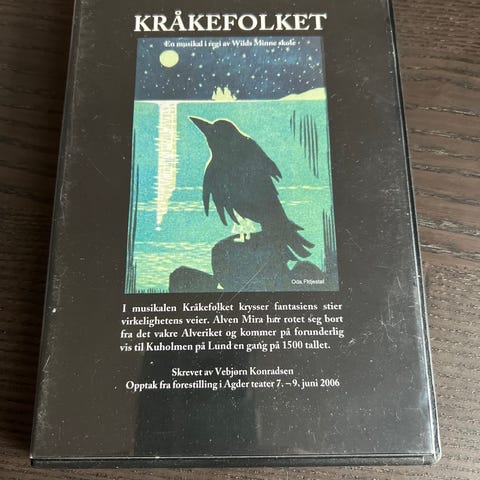 KRÅKEFOLKET
En musikal i regi av Wilds Minne skole
Oda Fidjestøl
I musikalen Kråkefolket krysser fantasiens stier
virkelighetens veier. Alven Mira har rotet seg bort
fra det vakre Alveriket og kommer på forunderlig
vis til Kuholmen på Lund en gang på 1500 tallet.
Skrevet av Vebjørn Konradsen
Opptak fra forestilling i Agder teater 7. – 9. juni 2006